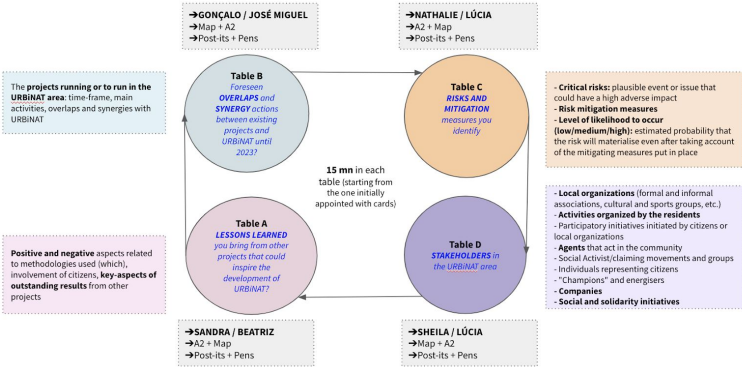 ➔GONÇALO / JOSÉ MIGUEL
➔Map + A2
➔Post-its + Pens
➔NATHALIE / LÚCIA
➔A2 + Map
➔Post-its + Pens
The projects running or to run in the
URBiNAT area: time-frame, main
activities, overlaps and synergies with
URBiNAT
Table B
Foreseen
OVERLAPS and
SYNERGY actions
between existing
projects and
URBiNAT until
2023?
Table C
RISKS AND
MITIGATION
measures you
identify
- Critical risks: plausible event or issue that
could have a high adverse impact
- Risk mitigation measures
- Level of likelihood to occur
(low/medium/high): estimated probability that
the risk will materialise even after taking account
of the mitigating measures put in place
15 mn in each
table (starting
from the
one initially
appointed with cards)
Positive and negative aspects related
to methodologies used (which),
involvement of citizens, key-aspects of
outstanding results from other
projects
Table A
LESSONS LEARNED
you bring from other
projects that could
inspire the
development of
URBiNAT?
Table D
STAKEHOLDERS in
the URBiNAT area
- Local organizations (formal and informal
associations, cultural and sports groups, etc.)
- Activities organized by the residents
- Participatory initiatives initiated by citizens or
local organizations
- Agents that act in the community
- Social Activist/claiming movements and groups
- Individuals representing citizens
- "Champions" and energisers
- Companies
- Social and solidarity initiatives
➔SANDRA / BEATRIZ
➔A2 + Map
➔Post-its + Pens
➔SHEILA / LÚCIA
➔Map + A2
➔Post-its + Pens